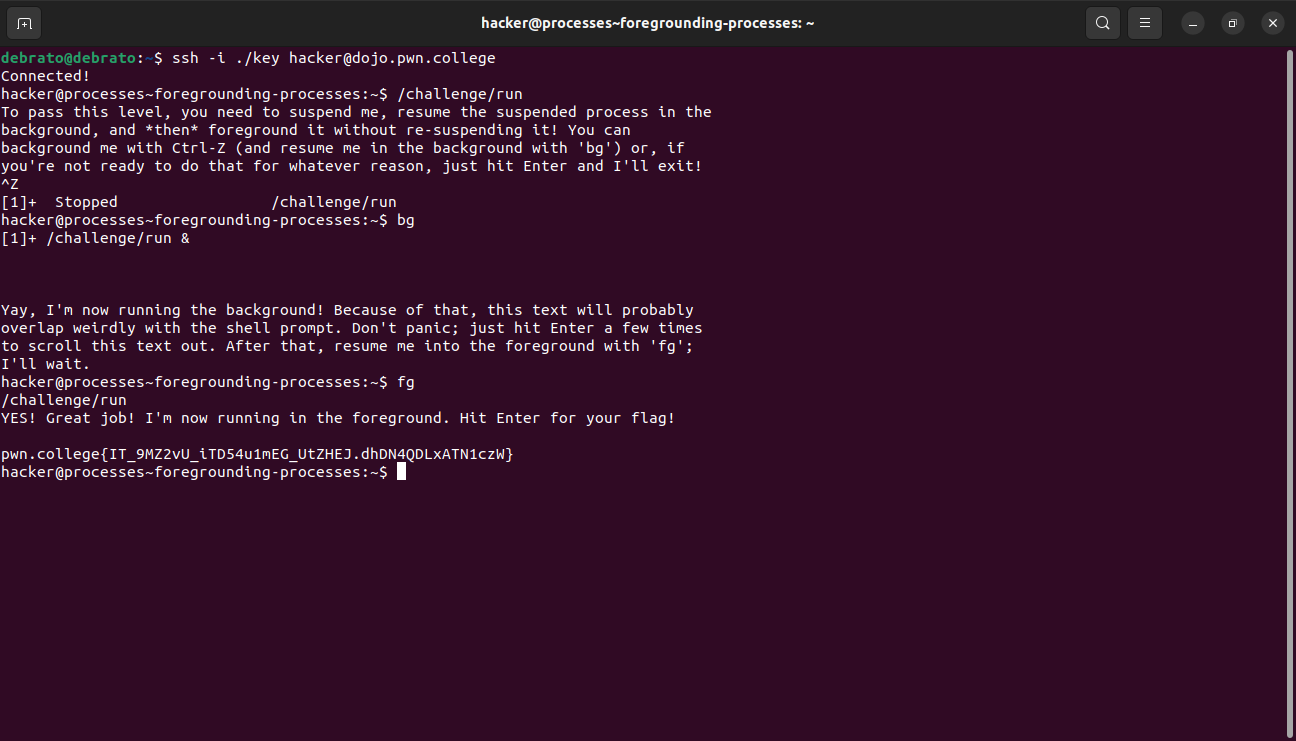 hacker@processes~foregrounding-processes: ~
debrato@debrato:~$ ssh -i ./key hacker@dojo.pwn.college
Connected!
hacker@processes~foregrounding-processes:~$ /challenge/run
To pass this level, you need to suspend me, resume the suspended process in the
background, and *then* foreground it without re-suspending it! You can
background me with Ctrl-Z (and resume me in the background with 'bg') or, if
you're not ready to do that for whatever reason, just hit Enter and I'll exit!
^Z
[1]+  Stopped                 /challenge/run
hacker@processes~foregrounding-processes:~$ bg
[1]+ /challenge/run &
Yay, I'm now running the background! Because of that, this text will probably
overlap weirdly with the shell prompt. Don't panic; just hit Enter a few times
to scroll this text out. After that, resume me into the foreground with 'fg';
I'll wait.
hacker@processes~foregrounding-processes:~$ fg
/challenge/run
YES! Great job! I'm now running in the foreground. Hit Enter for your flag!
pwn.college{IT_9MZ2vU_iTD54u1mEG_UtZHEJ.dhDN4QDLxATN1czW}
hacker@processes~foregrounding-processes:~$